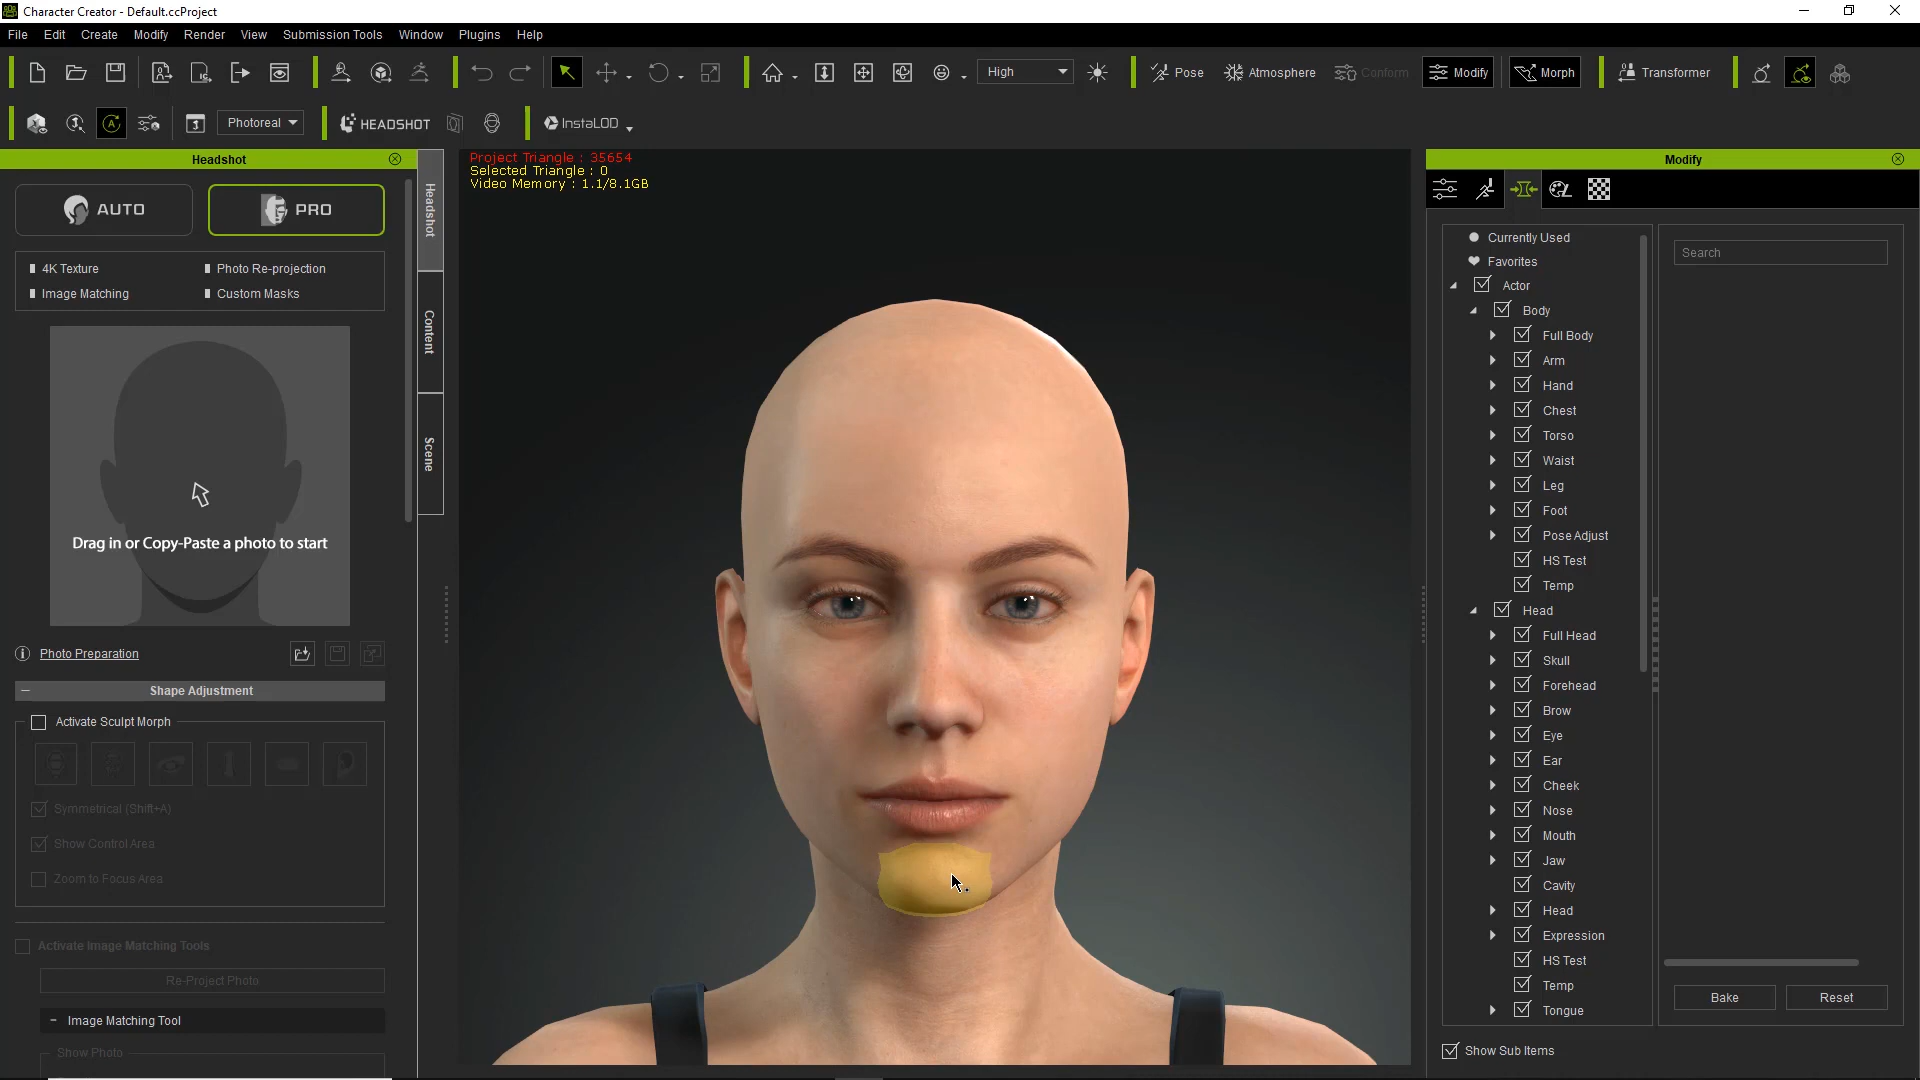 Character Creator - Default.ccProject
File Edit Create Modify Render View Submission Tools Window Plugins Help
High Pose Atmosphere Conform Modify Morph Transformer
Photoreal HEADSHOT InstaLOD
Headshot
AUTO PRO
4K Texture Photo Re-projection
Image Matching Custom Masks
Drag in or Copy-Paste a photo to start
Photo Preparation
Shape Adjustment
Activate Sculpt Morph
Symmetrical (Shift+A)
Show Control Area
Zoom to Focus Area
Activate Image Matching Tools
Re-Project Photo
Image Matching Tool
Show Photo
Headshot
Content
Scene
Project Triangle : 35654
Selected Triangle : 0
Video Memory : 1.1/8.1GB
Modify
Currently Used
Favorites
Actor
Body
Full Body
Arm
Hand
Chest
Torso
Waist
Leg
Foot
Pose Adjust
HS Test
Temp
Head
Full Head
Skull
Forehead
Brow
Eye
Ear
Cheek
Nose
Mouth
Jaw
Cavity
Head
Expression
HS Test
Temp
Tongue
Show Sub Items
Search
Bake Reset